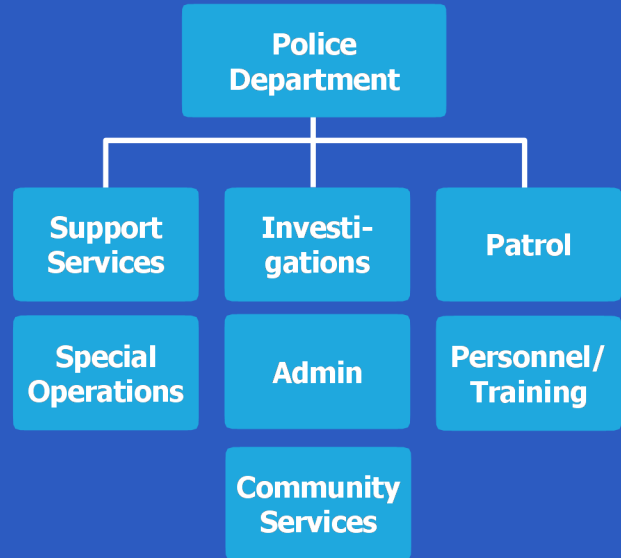 Police
Department
Support
Services
Investi-
gations
Patrol
Special
Operations
Admin
Personnel/
Training
Community
Services